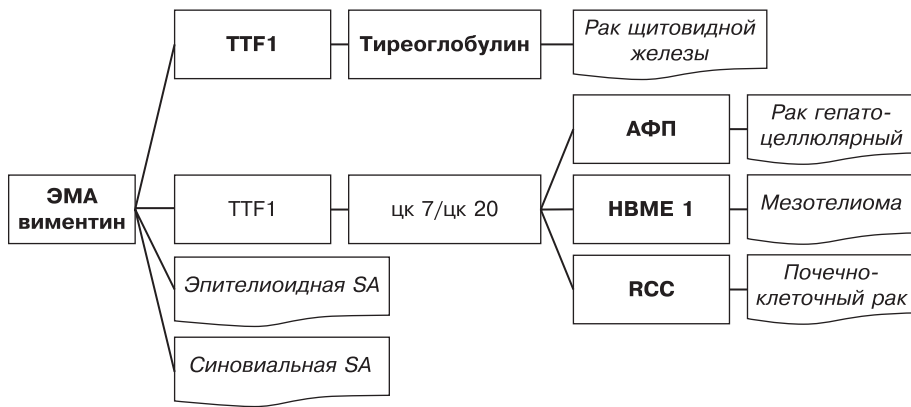 ТТF1
Тиреоглобулин
Рак щитовидной
железы
АФП
Рак гепато-
целлюлярный
ЭМА
виментин
TTF1
цк 7/цк 20
HBME 1
Мезотелиома
Эпителиоидная SA
RCC
Почечно-
клеточный рак
Синовиальная SA